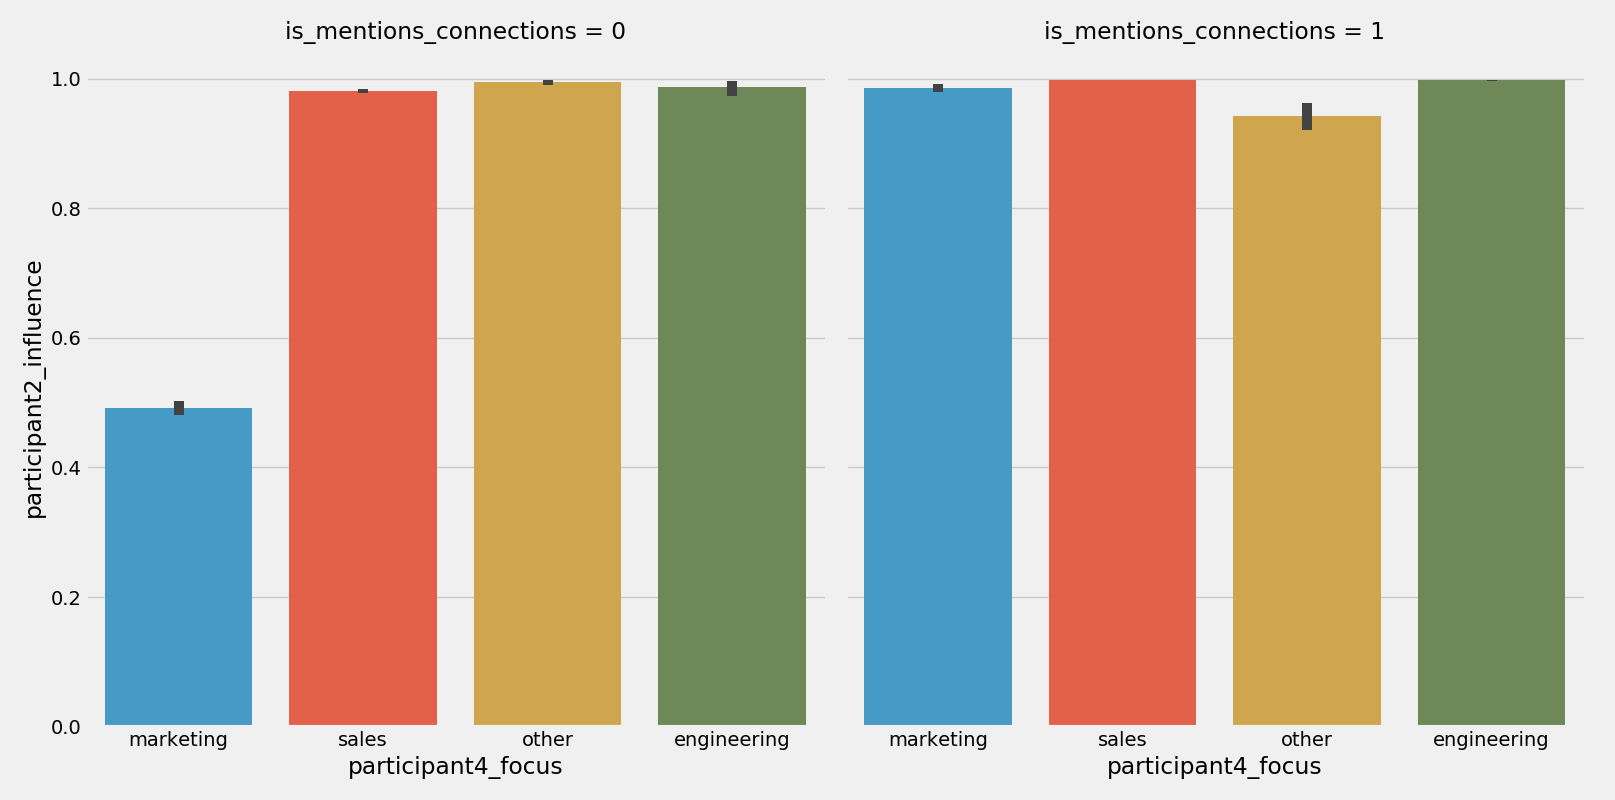 is_mentions_connections = 0
is_mentions_connections = 1
participant2_influence
1.0
0.8
0.6
0.4
0.2
0.0
marketing sales other engineering
marketing sales other engineering
participant4_focus
participant4_focus